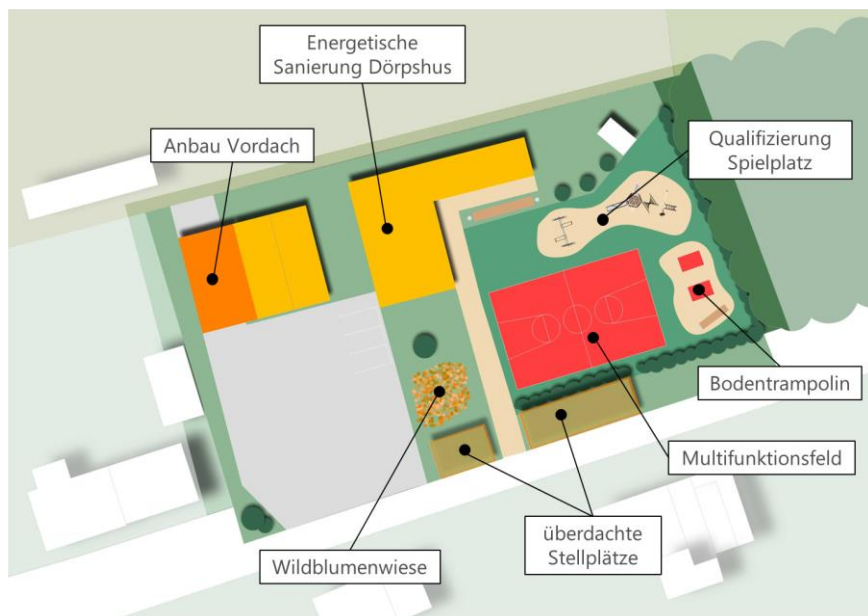 Energetische
Sanierung Dörpshus
Anbau Vordach
Qualifizierung
Spielplatz
Bodentrampolin
Multifunktionsfeld
überdachte
Stellplätze
Wildblumenwiese